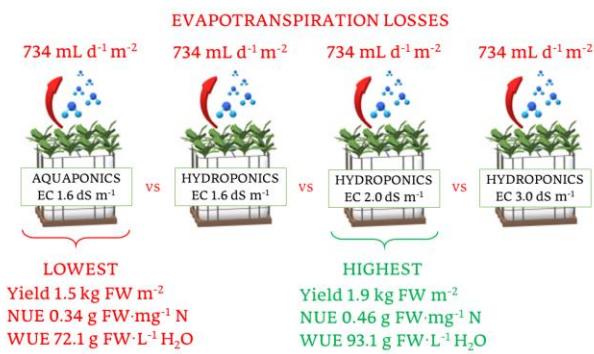 EVAPOTRANSPIRATION LOSSES
734 mL d⁻¹ m⁻² 734 mL d⁻¹ m⁻² 734 mL d⁻¹ m⁻² 734 mL d⁻¹ m⁻²
AQUAPONICS
EC 1.6 dS m⁻¹
vs
HYDROPONICS
EC 1.6 dS m⁻¹
vs
HYDROPONICS
EC 2.0 dS m⁻¹
vs
HYDROPONICS
EC 3.0 dS m⁻¹
LOWEST
Yield 1.5 kg FW m⁻²
NUE 0.34 g FW·mg⁻¹ N
WUE 72.1 g FW·L⁻¹ H₂O
HIGHEST
Yield 1.9 kg FW m⁻²
NUE 0.46 g FW·mg⁻¹ N
WUE 93.1 g FW·L⁻¹ H₂O